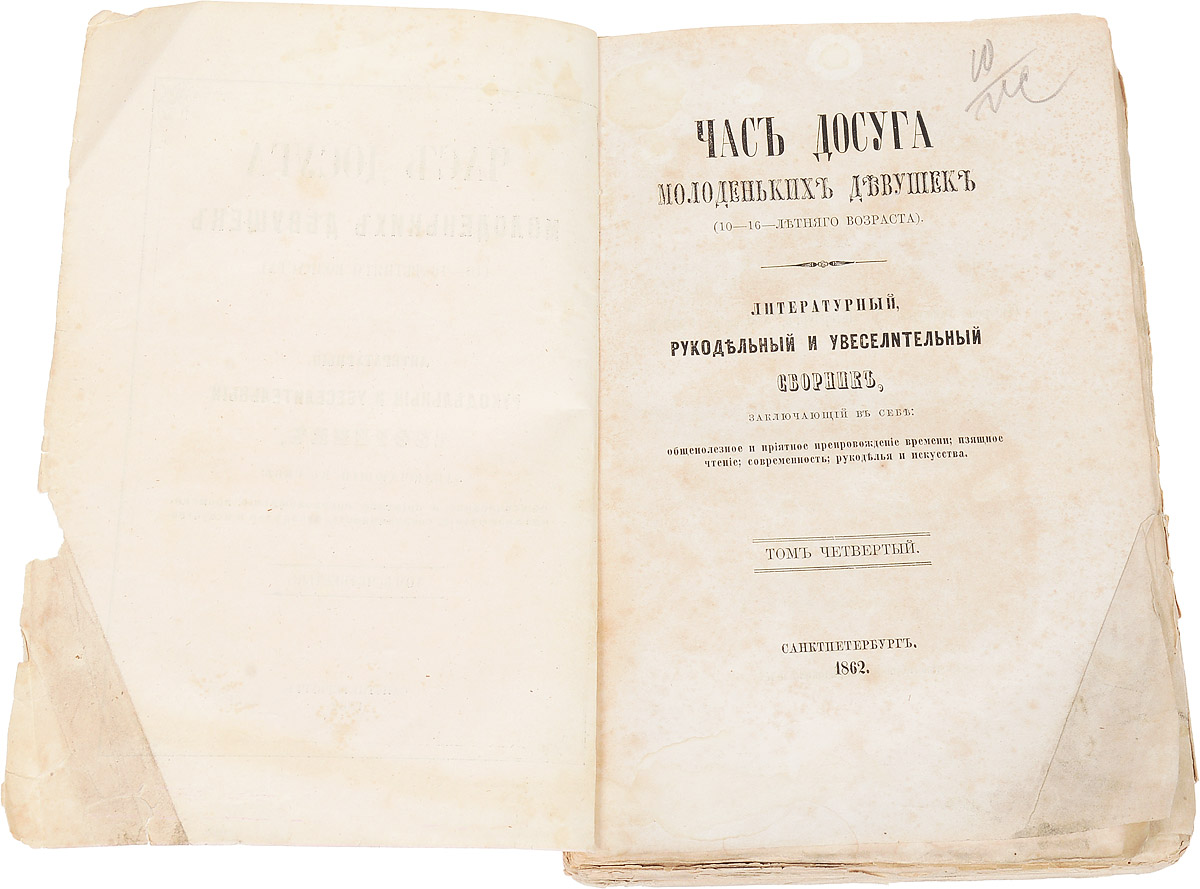 ЧАСЪ ДОСУГА
МОЛОДЕНЬКИХЪ ДѢВУШЕКЪ
(10—16—ЛѢТНЯГО ВОЗРАСТА).
ЛИТЕРАТУРНЫЙ,
РУКОДѢЛЬНЫЙ И УВЕСЕЛИТЕЛЬНЫЙ
СБОРНИКЪ,
ЗАКЛЮЧАЮЩІЙ ВЪ СЕБѢ:
общеполезное и пріятное препровожденіе времени; изящное
чтеніе; современность; рукодѣлья и искусства.
ТОМЪ ЧЕТВЕРТЫЙ.
САНКТПЕТЕРБУРГЪ.
1862.